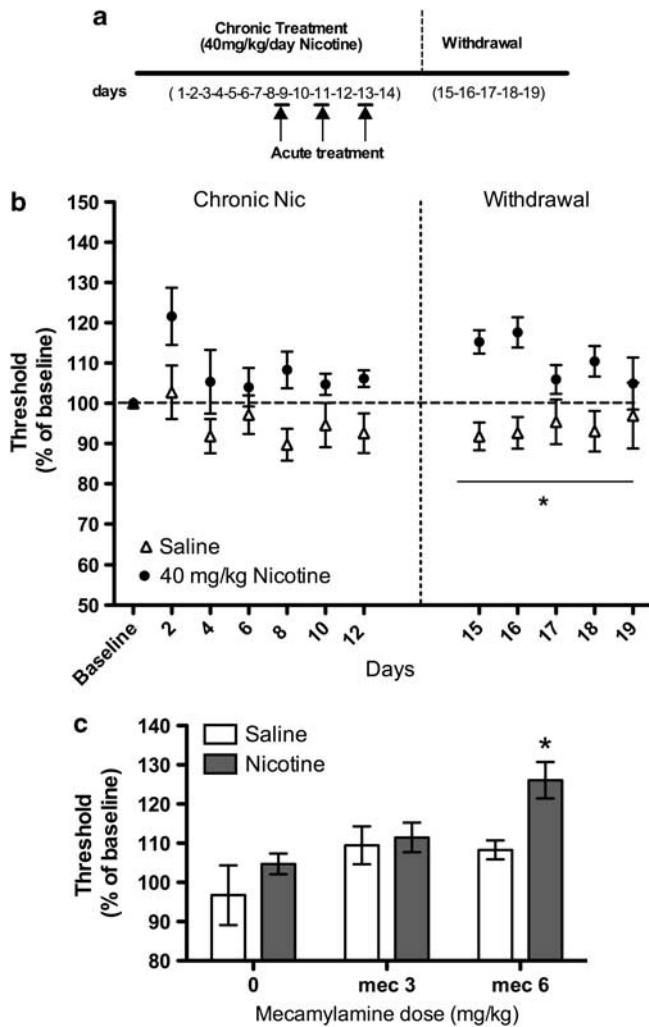 a
Chronic Treatment
(40mg/kg/day Nicotine)
Withdrawal
days
( 1-2-3-4-5-6-7-8-9-10-11-12-13-14)
(15-16-17-18-19)
Acute treatment
b
Chronic Nic
Withdrawal
Threshold
(% of baseline)
150
140
130
120
110
100
90
80
70
60
50
*
Saline
40 mg/kg Nicotine
Baseline
2
4
6
8
10
12
15
16
17
18
19
Days
c
Threshold
(% of baseline)
140
130
120
110
100
90
80
Saline
Nicotine
*
0
mec 3
mec 6
Mecamylamine dose (mg/kg)